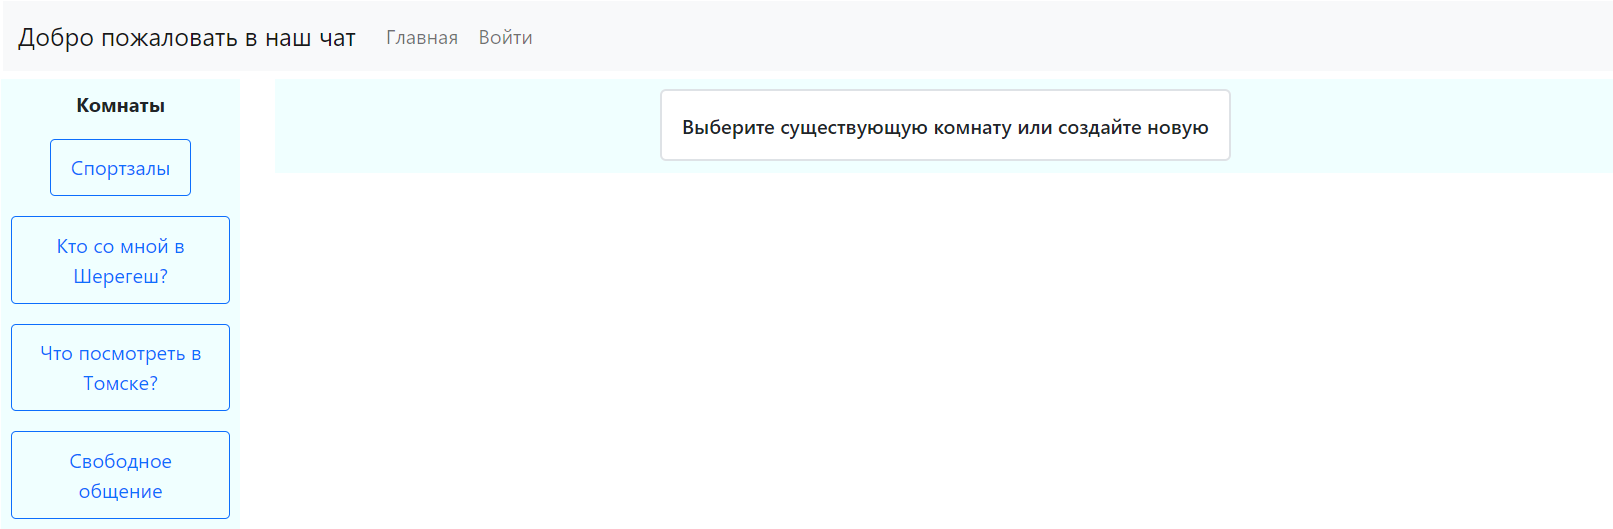 Добро пожаловать в наш чат Главная Войти
Комнаты
Спортзалы
Кто со мной в
Шерегеш?
Что посмотреть в
Томске?
Свободное
общение
Выберите существующую комнату или создайте новую